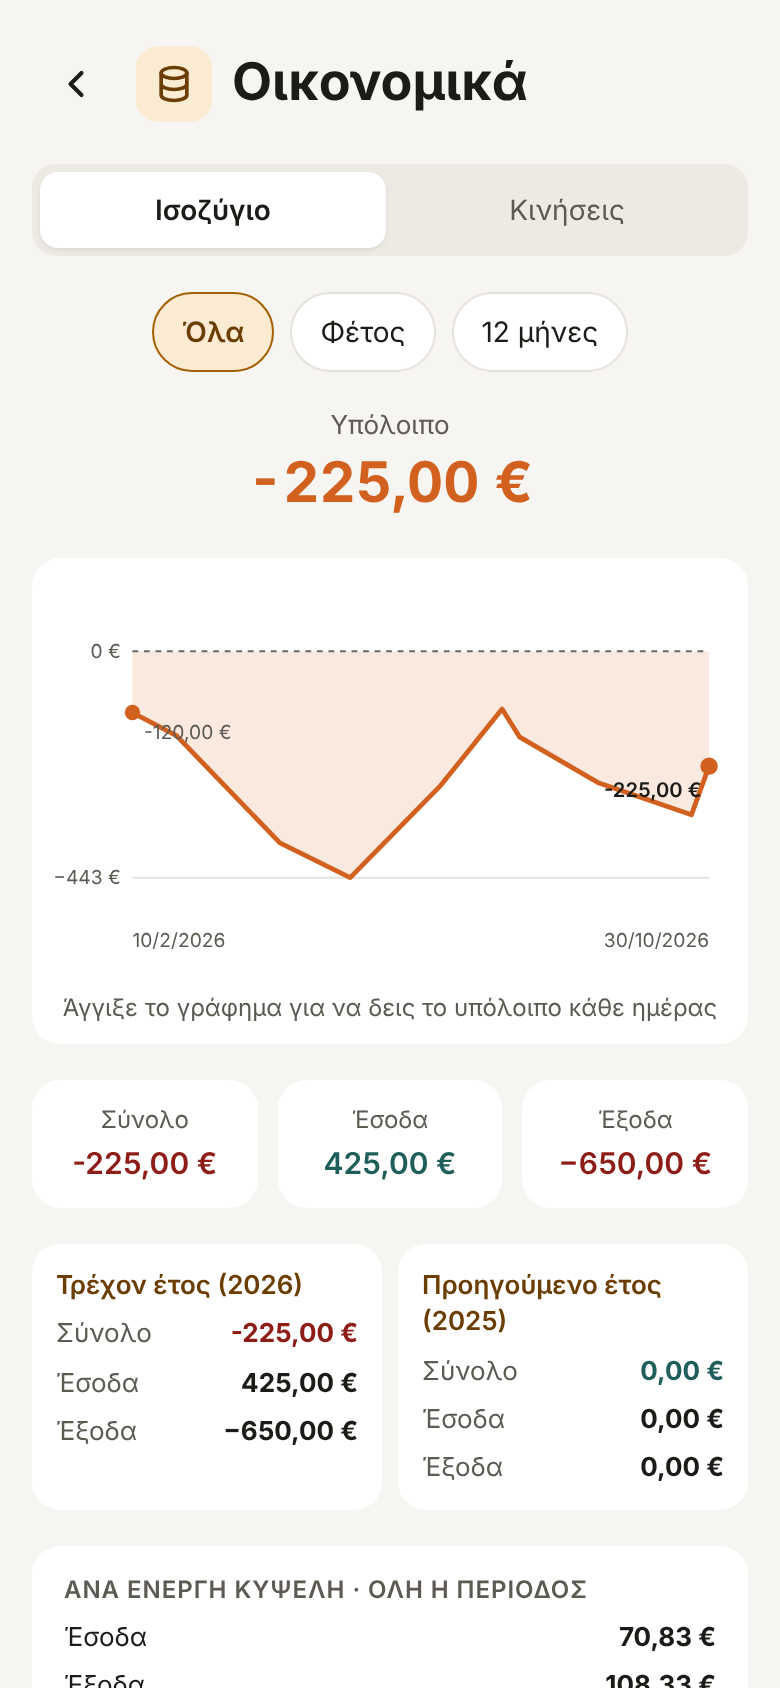 Οικονομικά
Ισοζύγιο
Κινήσεις
Όλα
Φέτος
12 μήνες
Υπόλοιπο
-225,00 €
0 €
-120,00 €
-225,00 €
−443 €
10/2/2026
30/10/2026
Άγγιξε το γράφημα για να δεις το υπόλοιπο κάθε ημέρας
Σύνολο
-225,00 €
Έσοδα
425,00 €
Έξοδα
−650,00 €
Τρέχον έτος (2026)
Σύνολο -225,00 €
Έσοδα 425,00 €
Έξοδα −650,00 €
Προηγούμενο έτος
(2025)
Σύνολο 0,00 €
Έσοδα 0,00 €
Έξοδα 0,00 €
ΑΝΑ ΕΝΕΡΓΗ ΚΥΨΕΛΗ · ΟΛΗ Η ΠΕΡΙΟΔΟΣ
Έσοδα 70,83 €
Έξοδα 108,33 €